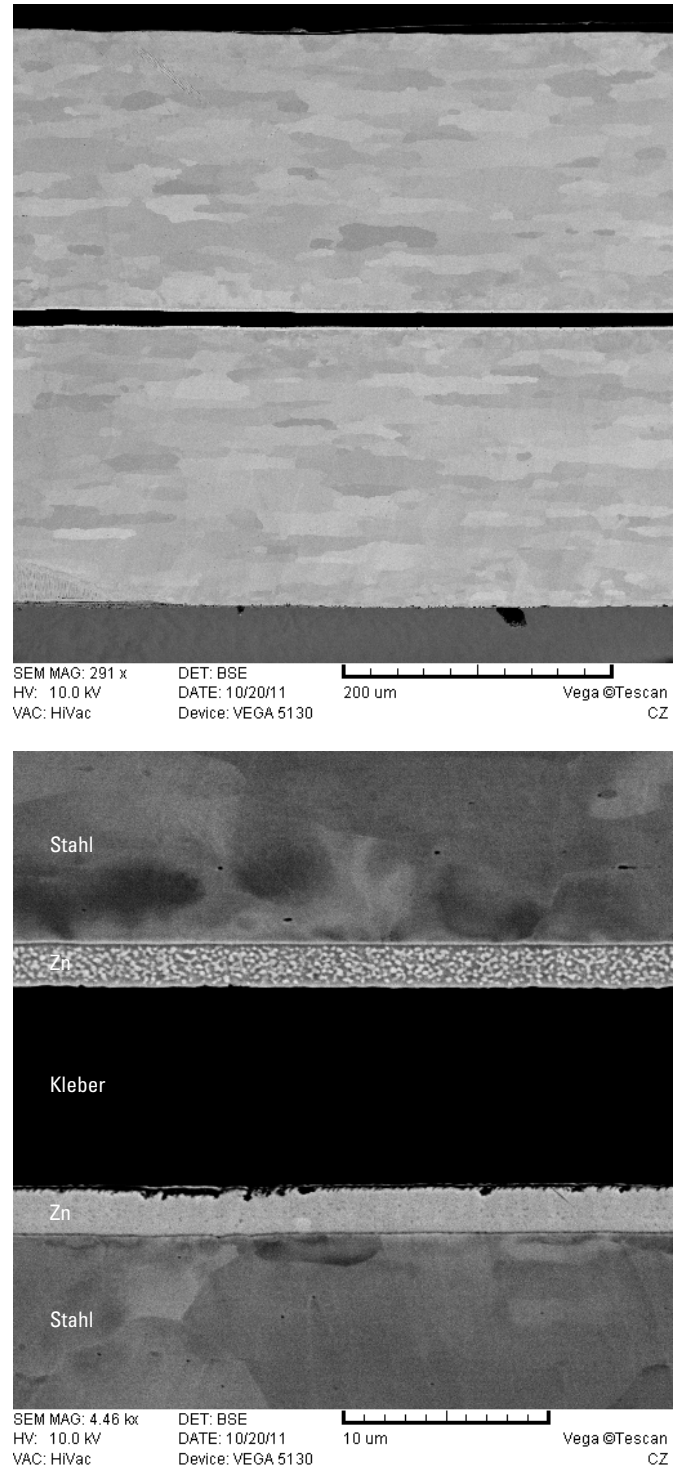 SEM MAG: 291 x DET: BSE
HV: 10.0 kV DATE: 10/20/11 200 um Vega ©Tescan
VAC: HiVac Device: VEGA 5130 CZ
Stahl
Zn
Kleber
Zn
Stahl
SEM MAG: 4.46 kx DET: BSE
HV: 10.0 kV DATE: 10/20/11 10 um Vega ©Tescan
VAC: HiVac Device: VEGA 5130 CZ